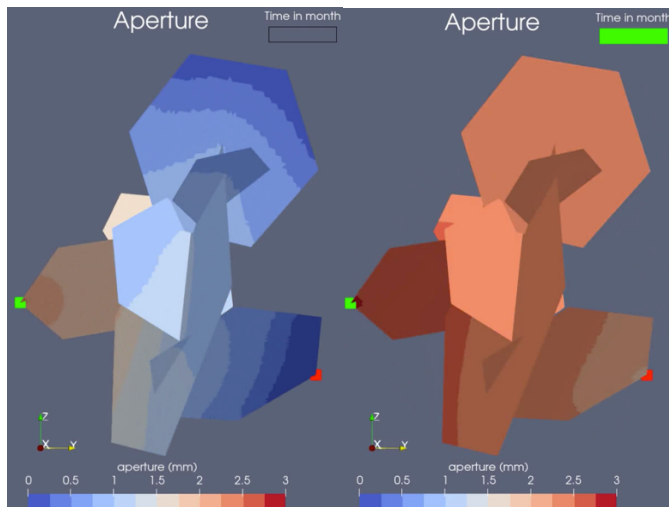 Aperture
Time in month
Z
X Y
aperture (mm)
0 0.5 1 1.5 2 2.5 3
Aperture
Time in month
Z
X Y
aperture (mm)
0 0.5 1 1.5 2 2.5 3